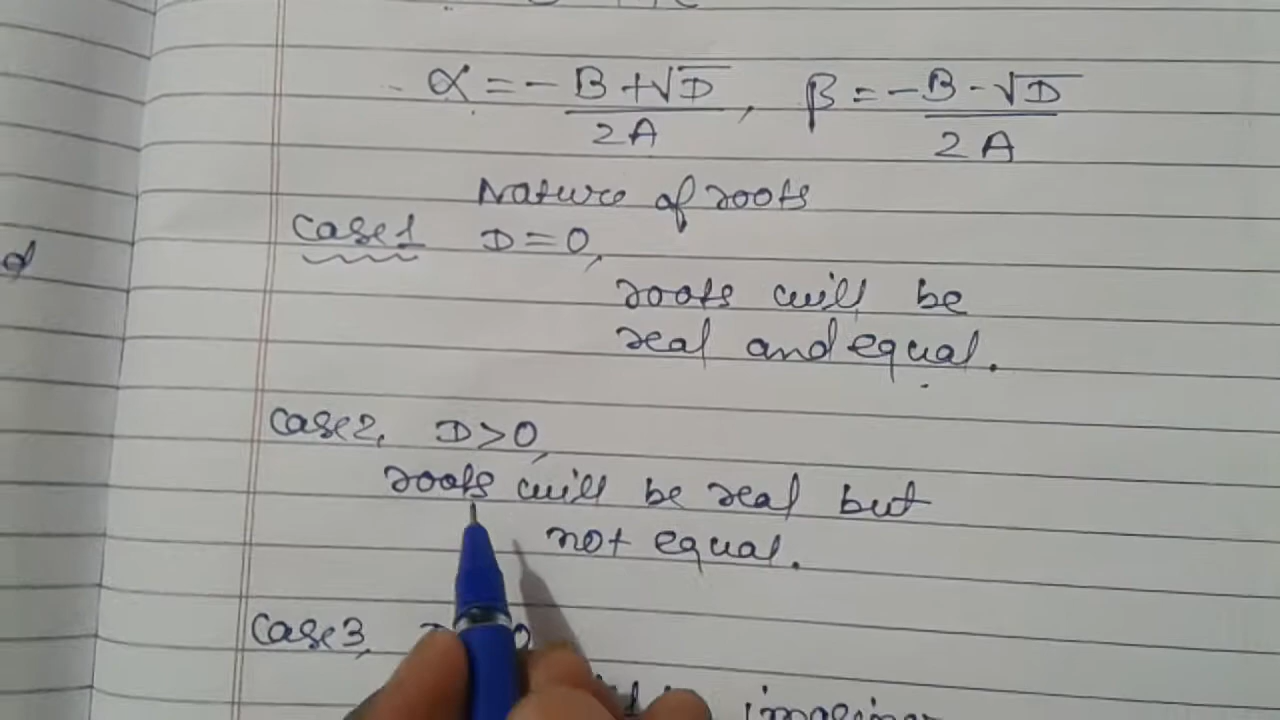 α = -B+√D/2A, β = -B-√D/2A
Nature of roots
Case1 D=0,
roots will be
real and equal.
Case2, D>0,
roots will be real but
not equal.
Case3,